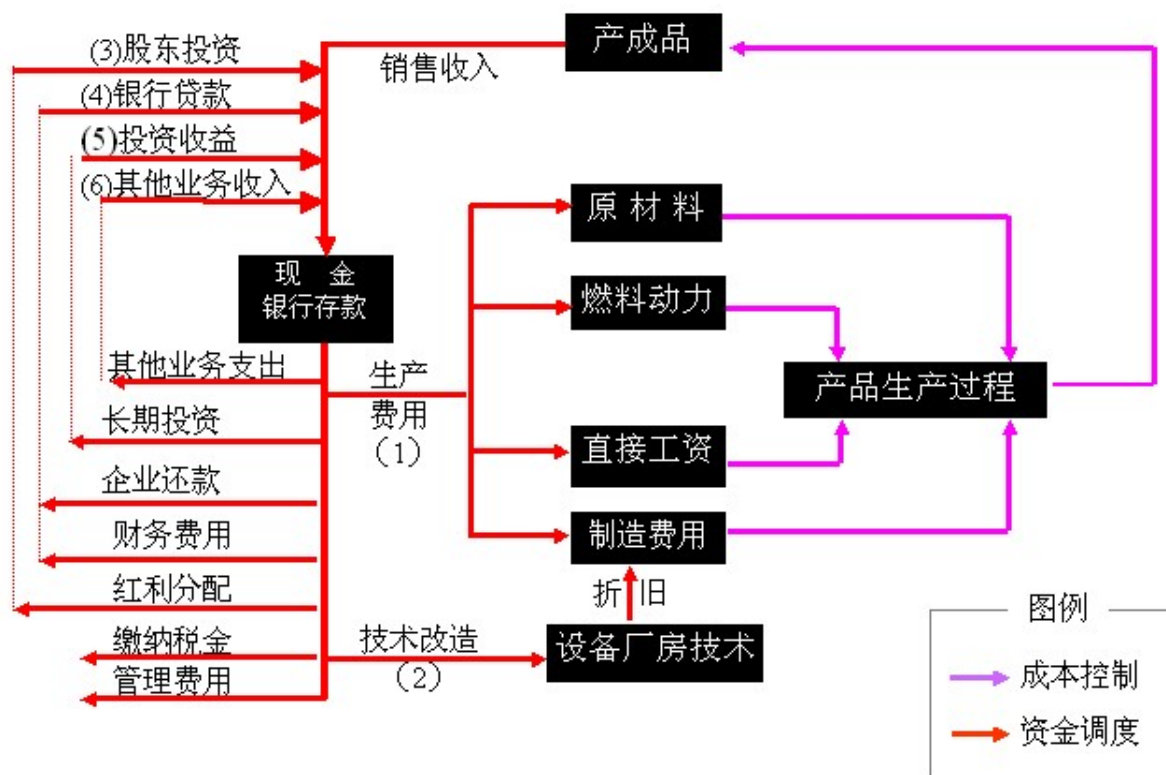 产成品
(3)股东投资
销售收入
(4)银行贷款
(5)投资收益
(6)其他业务收入
原 材 料
现 金
银行存款
燃料动力
其他业务支出
生产
费用
（1）
产品生产过程
长期投资
直接工资
企业还款
财务费用
制造费用
红利分配
折 旧
图例
缴纳税金
技术改造
（2）
设备厂房技术
管理费用
成本控制
资金调度